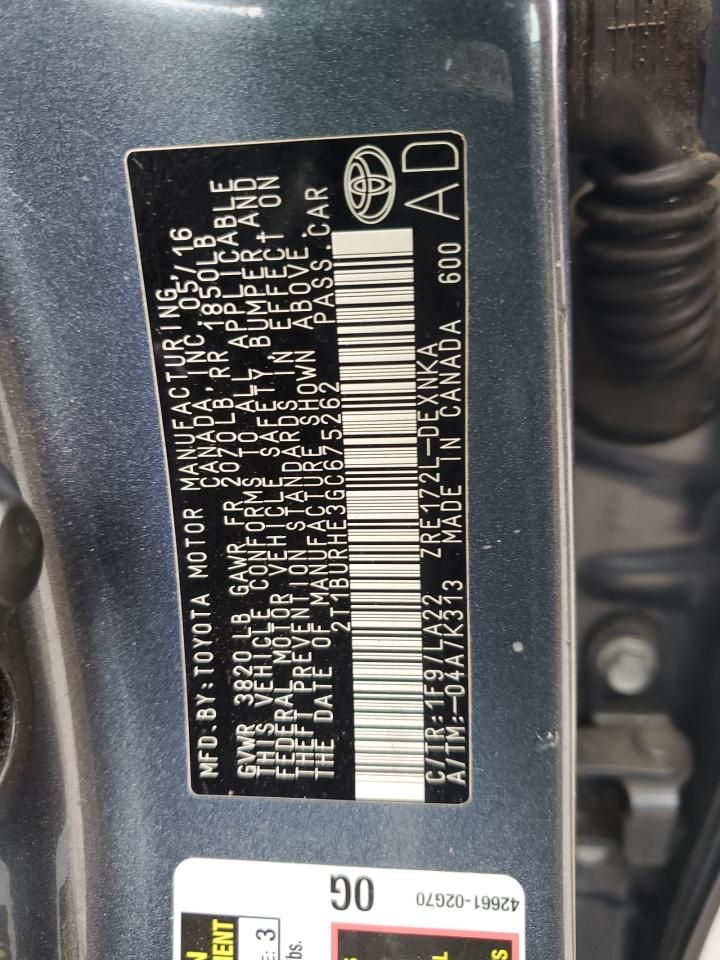 MFD. BY: TOYOTA MOTOR MANUFACTURING,
CANADA, INC. 05/16
GVWR 3820 LB GAWR FR 2070LB, RR 1850LB
THIS VEHICLE CONFORMS TO ALL APPLICABLE
FEDERAL MOTOR VEHICLE SAFETY, BUMPER AND
THEFT PREVENTION STANDARDS IN EFFECT ON
THE DATE OF MANUFACTURE SHOWN ABOVE.
2T1BURHE3GC675262 PASS.CAR
C/TR:1F9/LA22 ZRE172L-DEXNKA 600
A/TM:-04A/K313 MADE IN CANADA
AD
0G
42661-02G70
3
lbs.